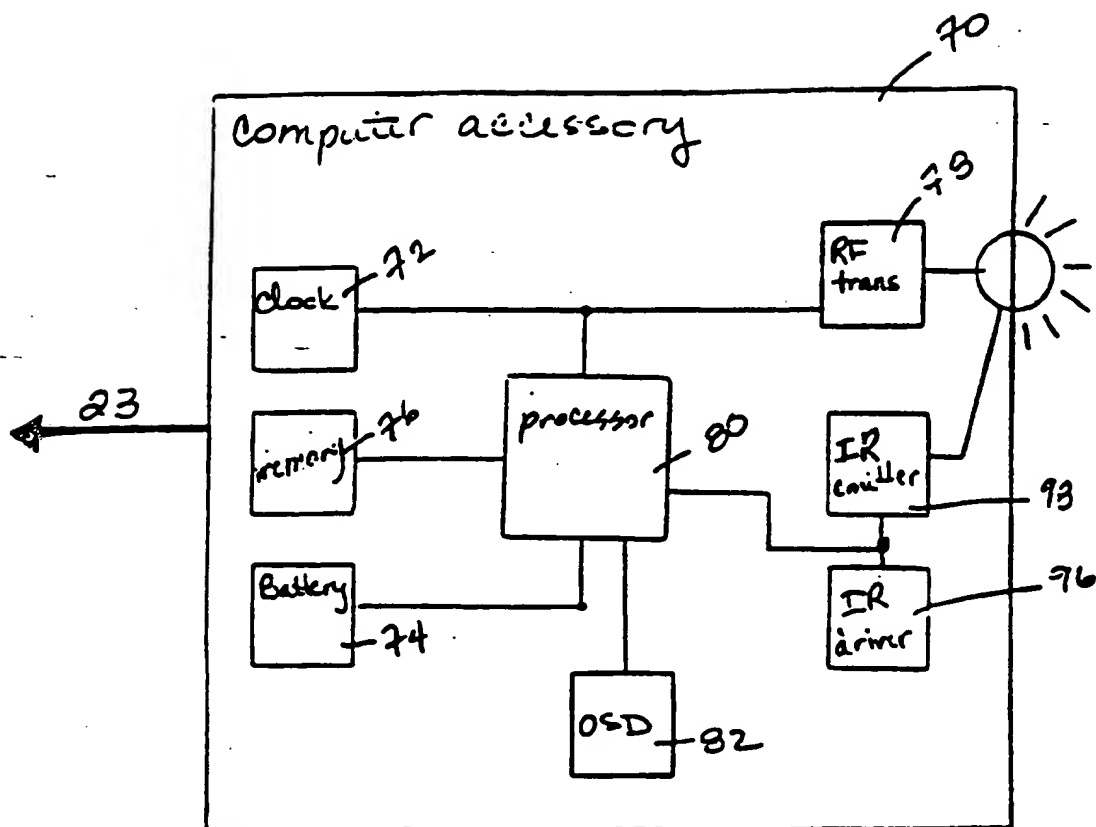 70
computer accessory
clock
72
RF
trans
23
memory
76
processor
80
IR
emitter
93
Battery
74
IR
driver
96
OSD
82